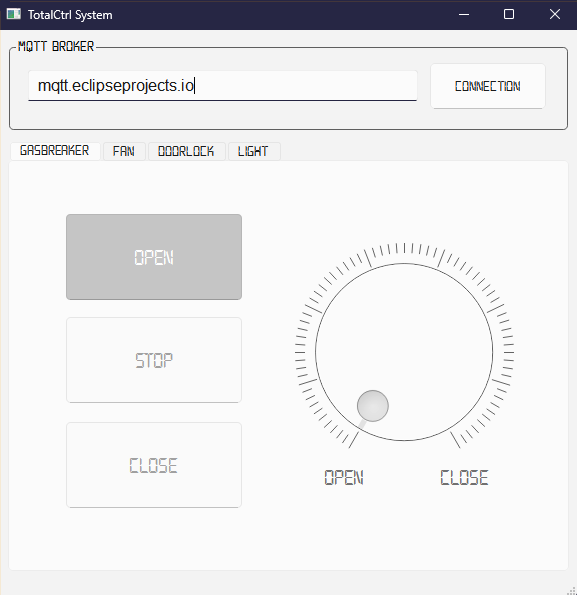 TotalCtrl System
MQTT BROKER
mqtt.eclipseprojects.io
CONNECTION
GASBREAKER FAN DOORLOCK LIGHT
OPEN
STOP
CLOSE
OPEN CLOSE